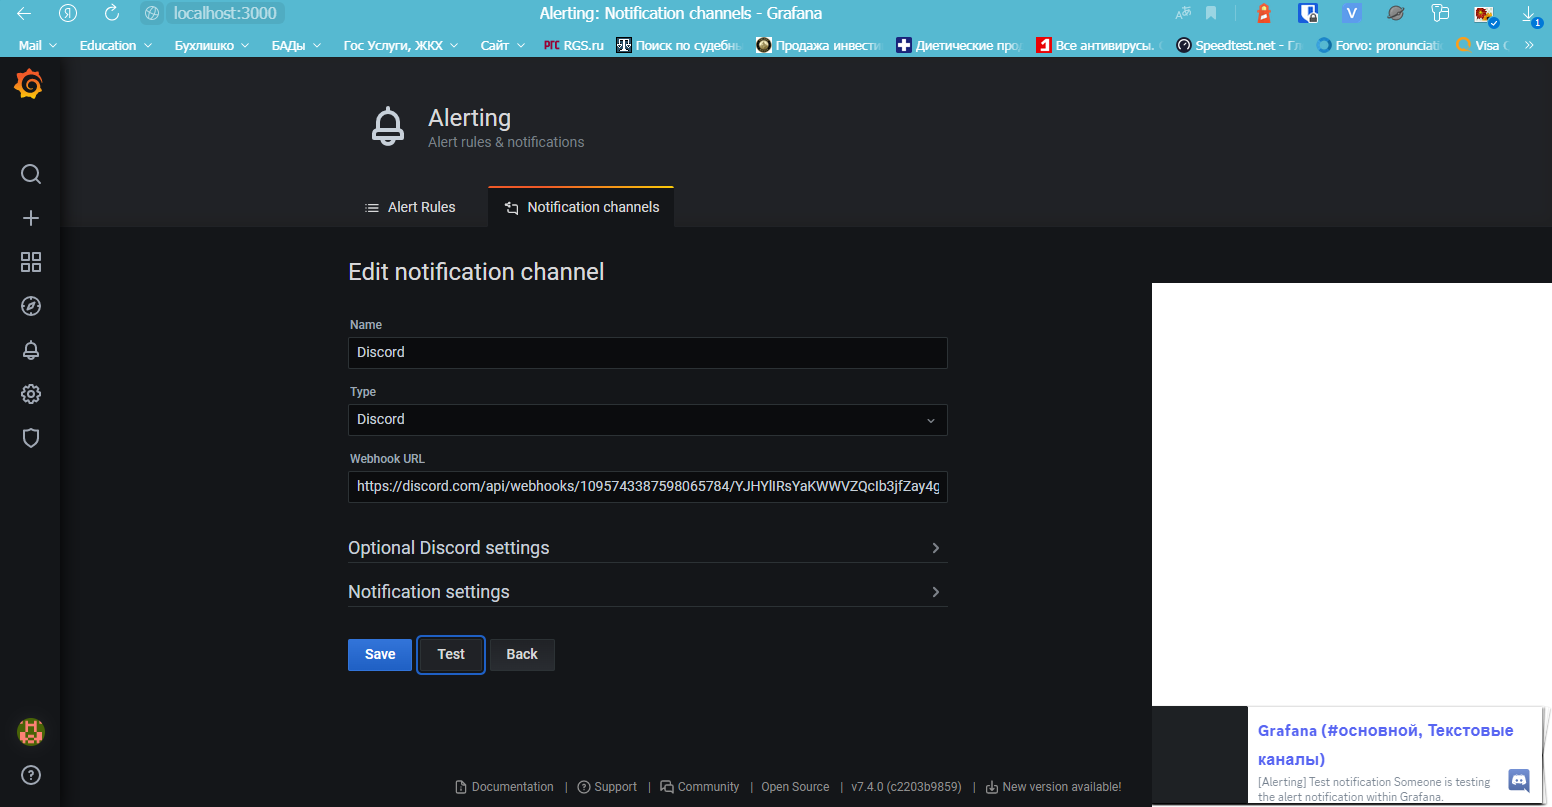 localhost:3000
Alerting: Notification channels - Grafana
Mail
Education
Бухлишко
БАДы
Гос Услуги, ЖКХ
Сайт
РГС RGS.ru
Поиск по судебн
Продажа инвести
Диетические про
Все антивирусы.
Speedtest.net - Гл
Forvo: pronunciati
Visa
Alerting
Alert rules & notifications
Alert Rules
Notification channels
Edit notification channel
Name
Discord
Type
Discord
Webhook URL
https://discord.com/api/webhooks/1095743387598065784/YJHYlIRsYaKWWVZQcIb3jfZay4g
Optional Discord settings
Notification settings
Save
Test
Back
Documentation | Support | Community | Open Source | v7.4.0 (c2203b9859) | New version available!
Grafana (#основной, Текстовые
каналы)
[Alerting] Test notification Someone is testing
the alert notification within Grafana.